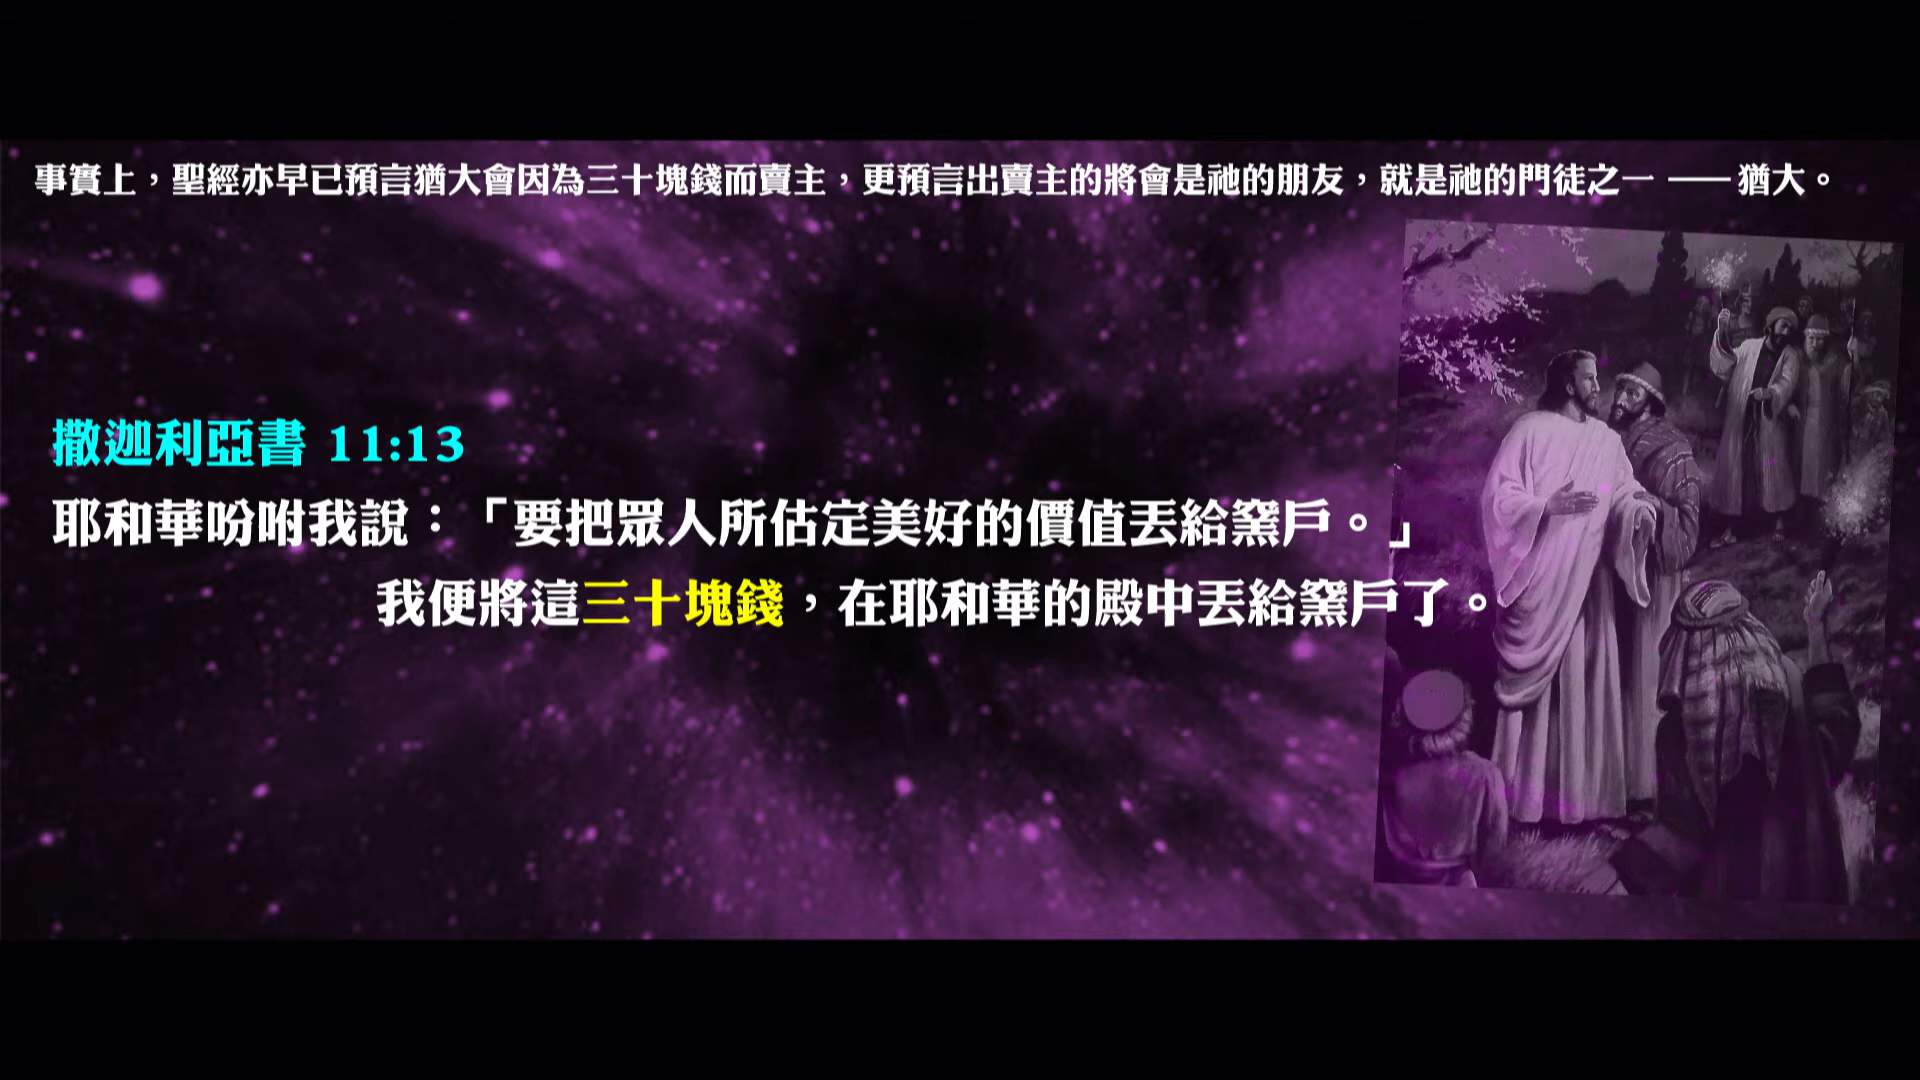 事實上，聖經亦早已預言猶大會因為三十塊錢而賣主，更預言出賣主的將會是祂的朋友，就是祂的門徒之一 —— 猶大。
撒迦利亞書 11:13
耶和華吩咐我說：「要把眾人所估定美好的價值丟給窯戶。」
我便將這三十塊錢，在耶和華的殿中丟給窯戶了。